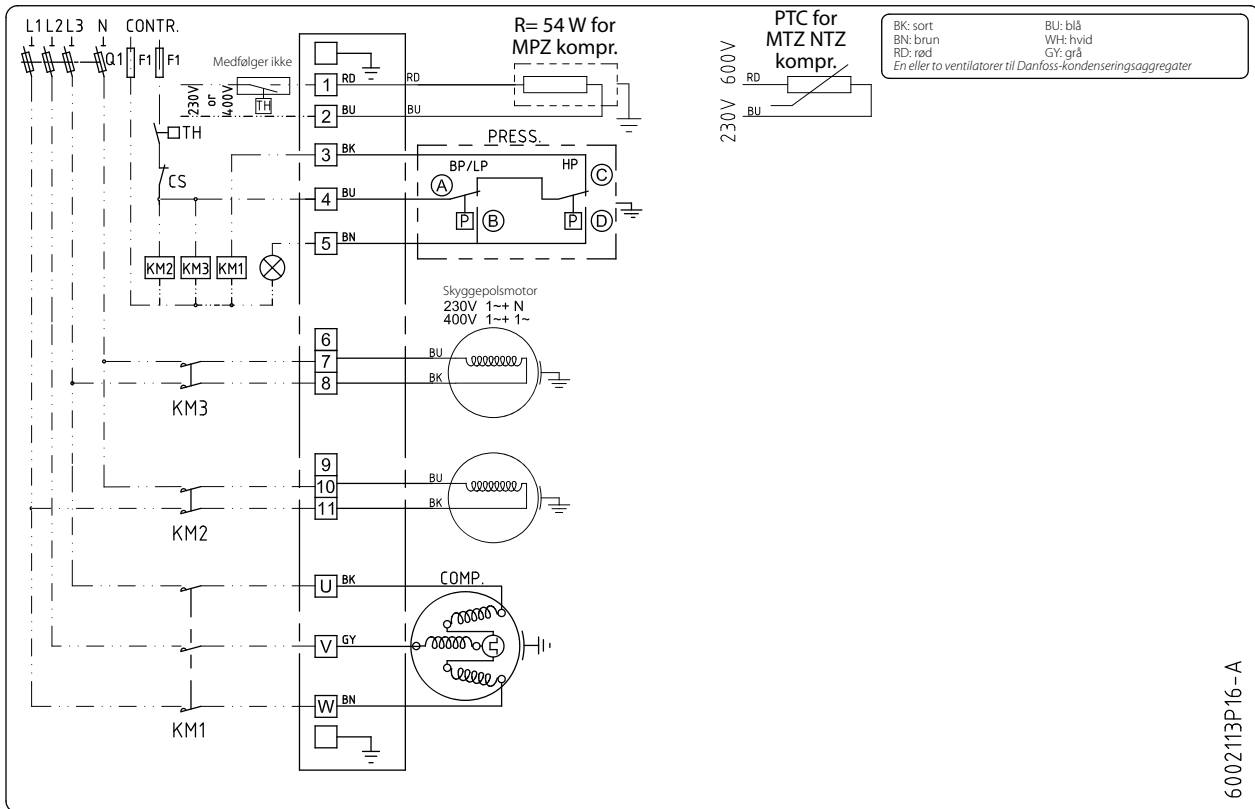 L1 L2 L3 N CONTR.
Q1 F1 F1
Medfølger ikke
230V or 400V
TH
TH
CS
KM2 KM3 KM1
1 RD RD
2 BU BU
3 BK
4 BU
5 BN
R= 54 W for
MPZ kompr.
PRESS.
BP/LP HP
A C
P B P D
PTC for
MTZ NTZ
kompr.
230V 600V
RD
BU
BK: sort BU: blå
BN: brun WH: hvid
RD: rød GY: grå
En eller to ventilatorer til Danfoss-kondenseringsaggregater
Skyggepolsmotor
230V 1~+ N
400V 1~+ 1~
6
7 BU
8 BK
KM3
9
10 BU
11 BK
KM2
U BK
COMP.
V GY
W BN
KM1
6002113P16-A